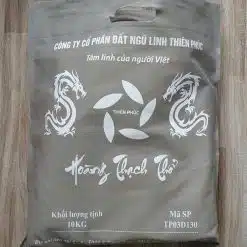 CÔNG TY CỔ PHẦN ĐẤT NGŨ LINH THIÊN PHÚC
Tâm linh của người Việt
THIÊN PHÚC
Hoàng Thạch Thổ
Khối lượng tịnh
10KG
Mã SP
TP03D130